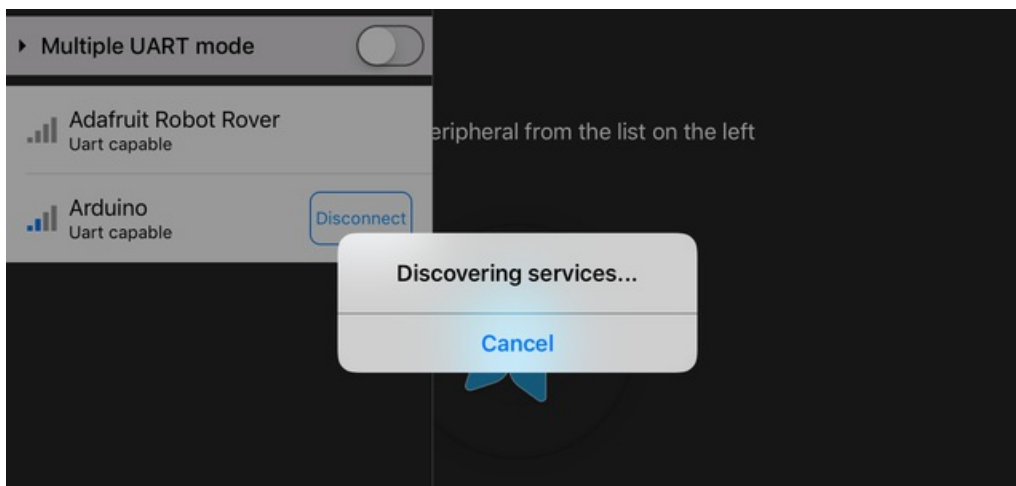 Multiple UART mode
Adafruit Robot Rover
Uart capable
eripheral from the list on the left
Arduino
Uart capable
Disconnect
Discovering services...
Cancel